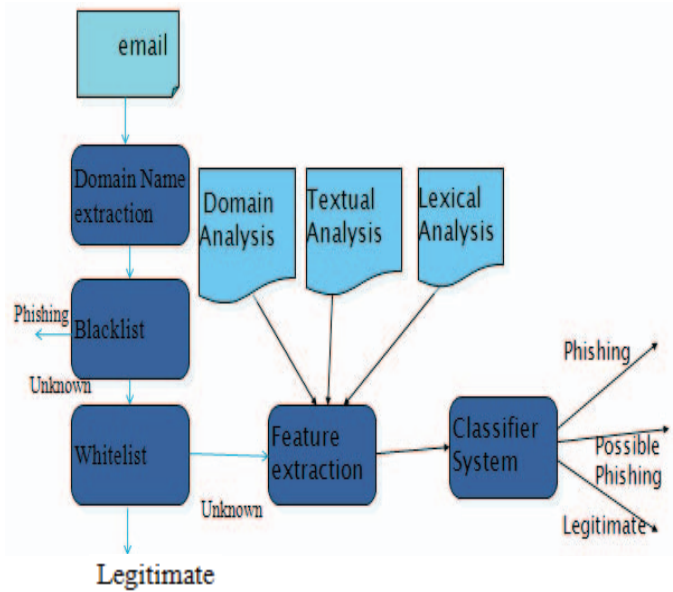 email
Domain Name
extraction
Domain
Analysis
Textual
Analysis
Lexical
Analysis
Phishing
Blacklist
Unknown
Whitelist
Feature
extraction
Classifier
System
Phishing
Possible
Phishing
Legitimate
Unknown
Legitimate